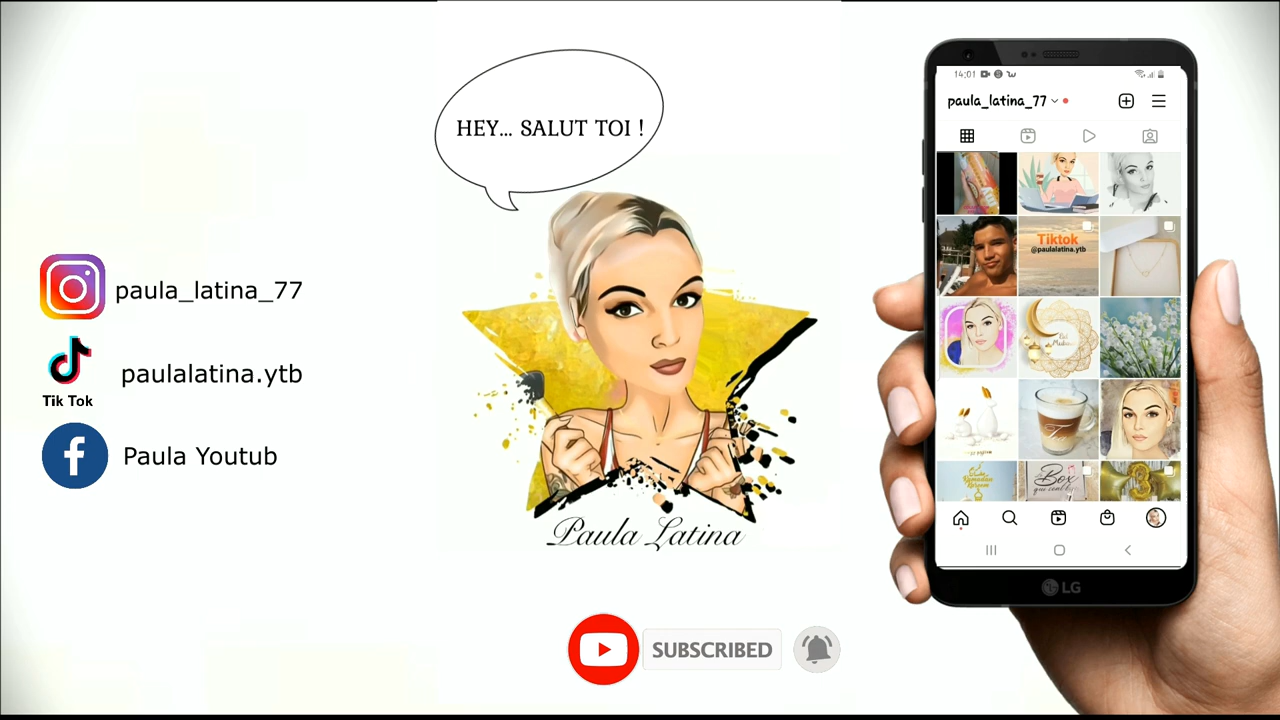 HEY... SALUT TOI !
paula_latina_77
Tik Tok
paulalatina.ytb
Paula Youtub
Paula Latina
SUBSCRIBED
14:01
paula_latina_77
Tiktok
@paulalatina.ytb
Box
LG